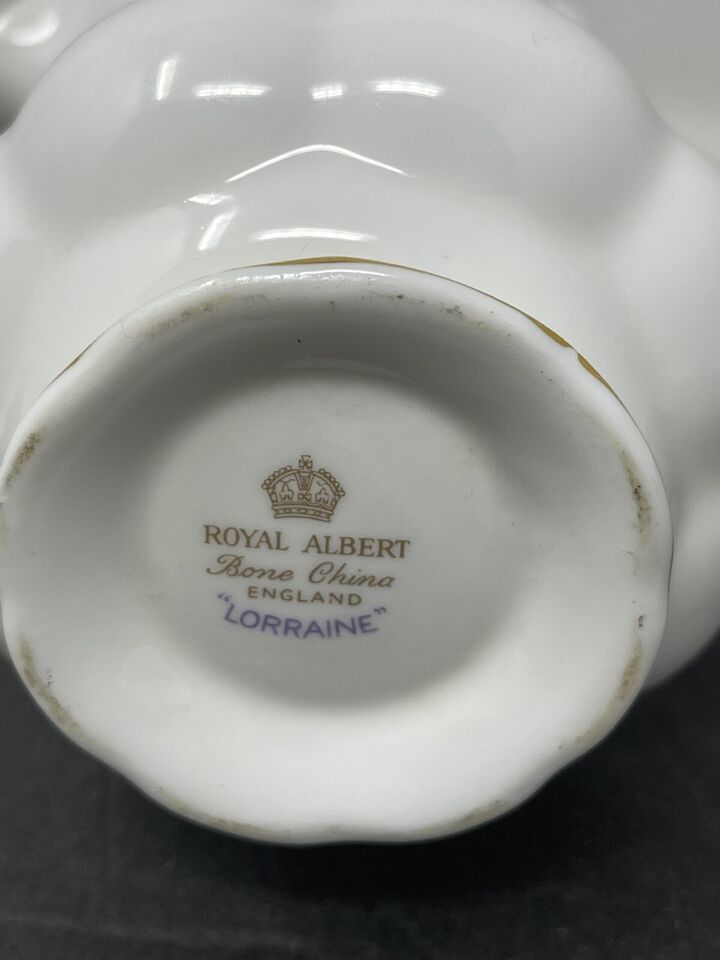 ROYAL ALBERT
Bone China
ENGLAND
"LORRAINE"